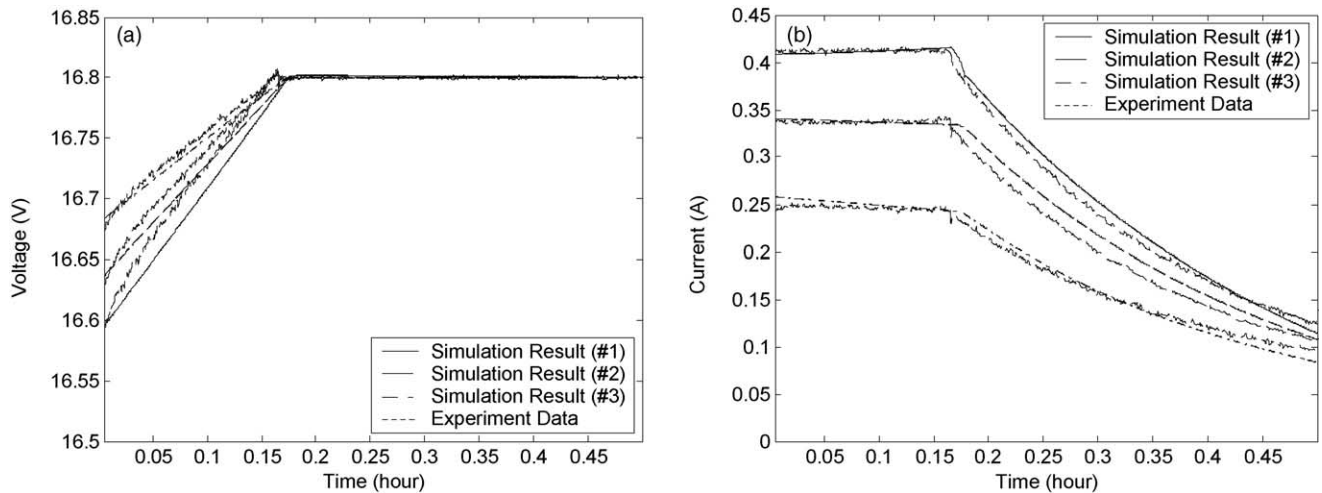 (a)
16.85
16.8
16.75
16.7
16.65
16.6
16.55
16.5
Voltage (V)
0.05 0.1 0.15 0.2 0.25 0.3 0.35 0.4 0.45
Time (hour)
Simulation Result (#1)
Simulation Result (#2)
Simulation Result (#3)
Experiment Data
(b)
0.45
0.4
0.35
0.3
0.25
0.2
0.15
0.1
0.05
0
Current (A)
0.05 0.1 0.15 0.2 0.25 0.3 0.35 0.4 0.45
Time (hour)
Simulation Result (#1)
Simulation Result (#2)
Simulation Result (#3)
Experiment Data